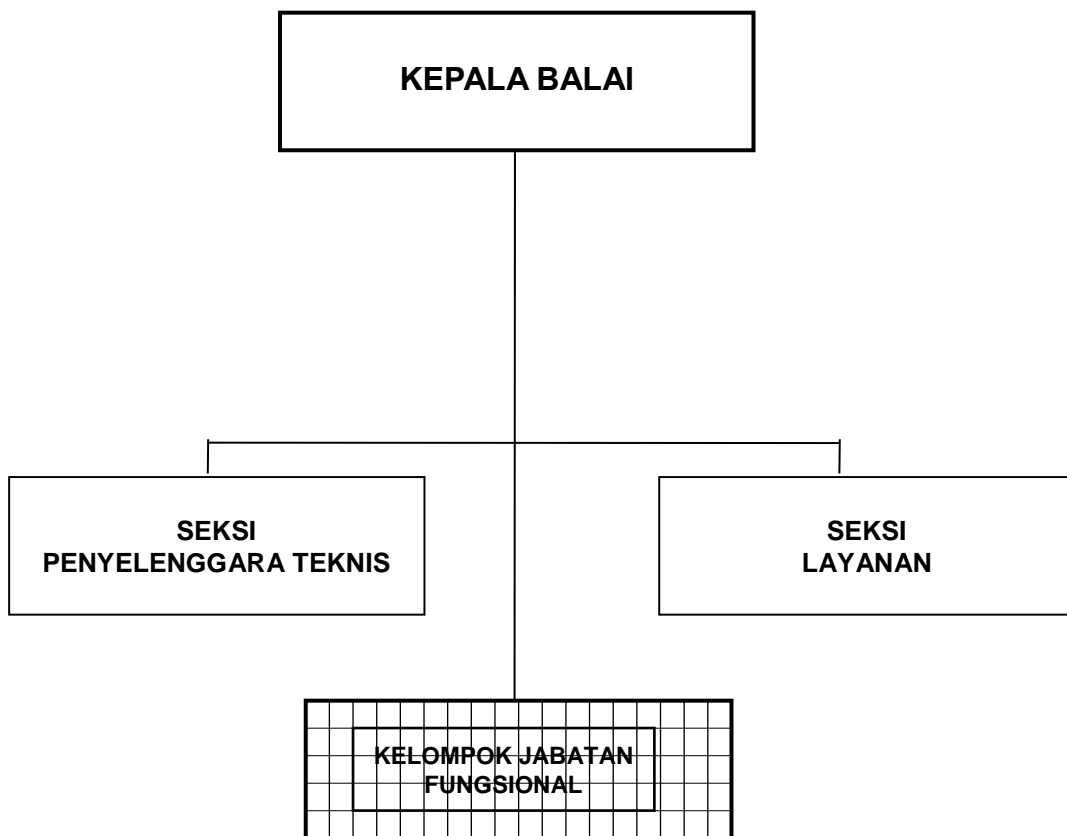 KEPALA BALAI
SEKSI
PENYELENGGARA TEKNIS
SEKSI
LAYANAN
KELOMPOK JABATAN
FUNGSIONAL